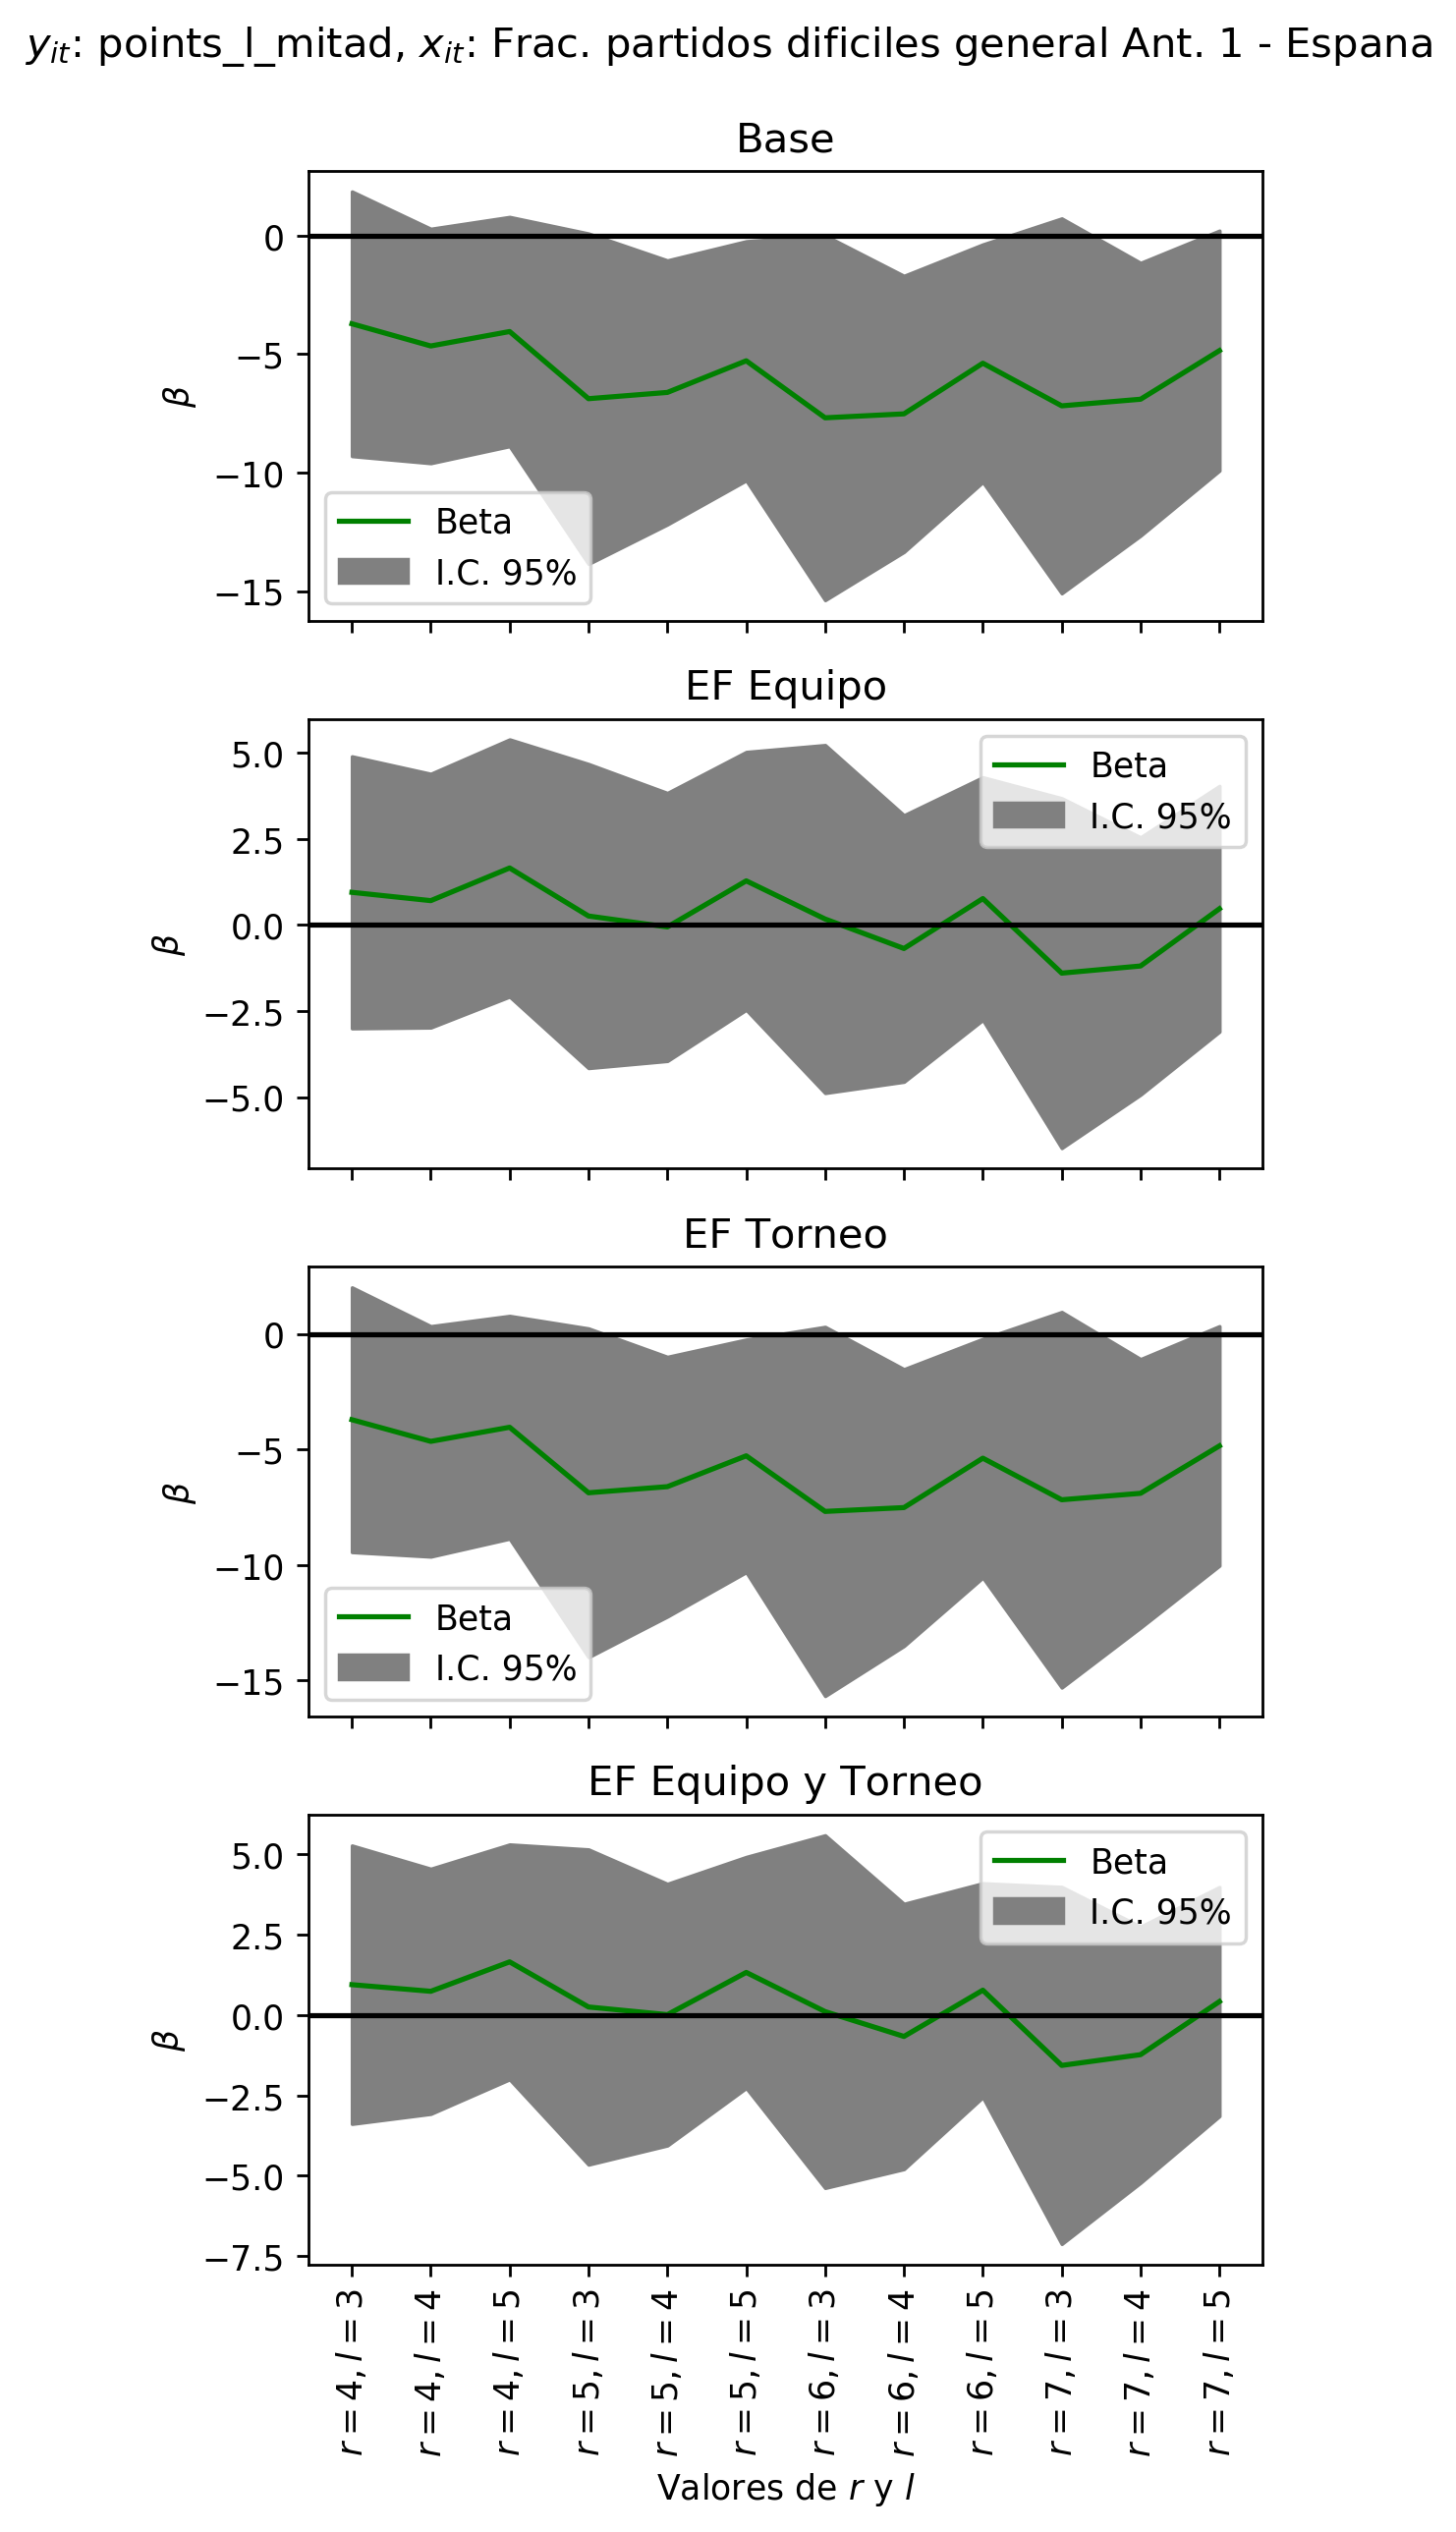 y_it: points_l_mitad, x_it: Frac. partidos dificiles general Ant. 1 - Espana
Base
0
−5
−10
−15
β
Beta
I.C. 95%
EF Equipo
5.0
2.5
0.0
−2.5
−5.0
β
Beta
I.C. 95%
EF Torneo
0
−5
−10
−15
β
Beta
I.C. 95%
EF Equipo y Torneo
5.0
2.5
0.0
−2.5
−5.0
−7.5
β
Beta
I.C. 95%
r = 4, l = 3
r = 4, l = 4
r = 4, l = 5
r = 5, l = 3
r = 5, l = 4
r = 5, l = 5
r = 6, l = 3
r = 6, l = 4
r = 6, l = 5
r = 7, l = 3
r = 7, l = 4
r = 7, l = 5
Valores de r y l